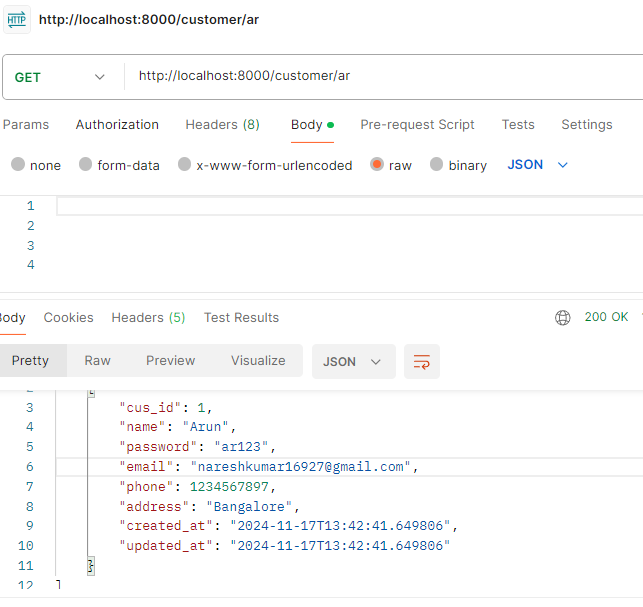 HTTP http://localhost:8000/customer/ar
GET http://localhost:8000/customer/ar
Params Authorization Headers (8) Body Pre-request Script Tests Settings
none form-data x-www-form-urlencoded raw binary JSON
1
2
3
4
Body Cookies Headers (5) Test Results 200 OK
Pretty Raw Preview Visualize JSON
2 {
3 "cus_id": 1,
4 "name": "Arun",
5 "password": "ar123",
6 "email": "nareshkumar16927@gmail.com",
7 "phone": 1234567897,
8 "address": "Bangalore",
9 "created_at": "2024-11-17T13:42:41.649806",
10 "updated_at": "2024-11-17T13:42:41.649806"
11 }
12 ]